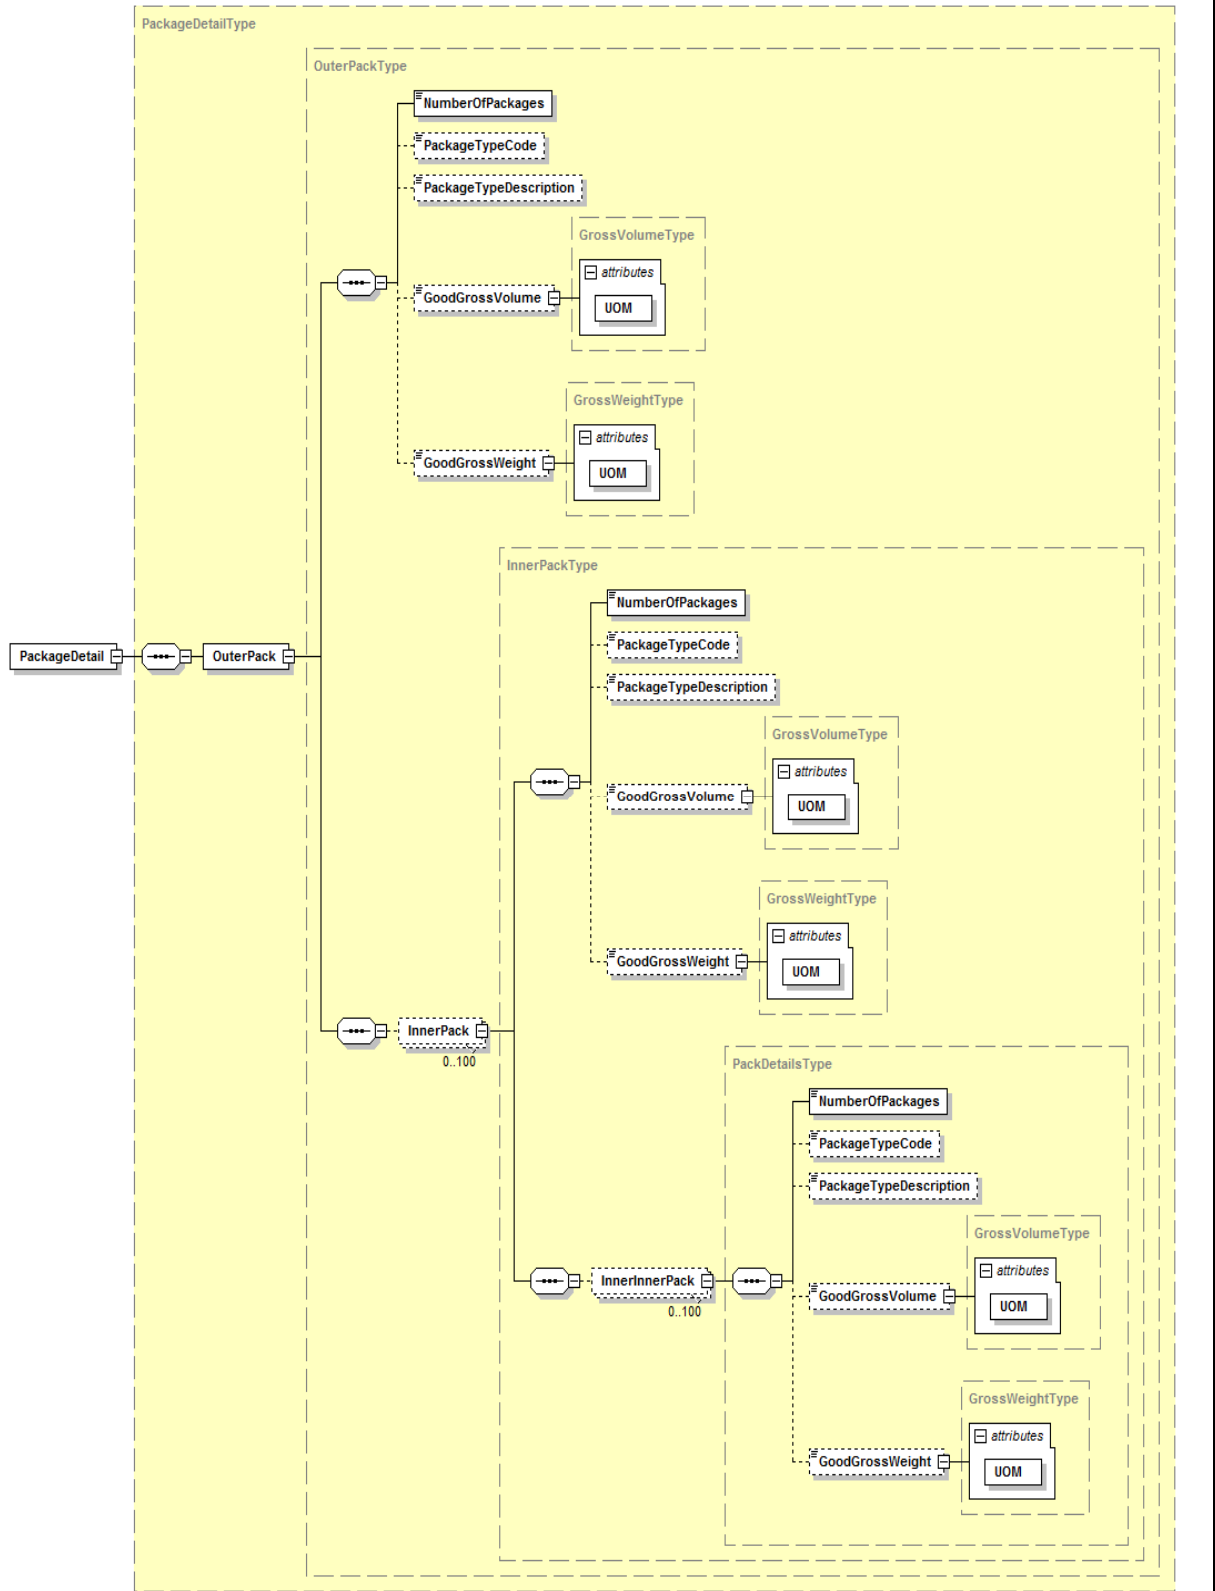 PackageDetailType
OuterPackType
NumberOfPackages
PackageTypeCode
PackageTypeDescription
GrossVolumeType
attributes
GoodGrossVolume
UOM
GrossWeightType
attributes
GoodGrossWeight
UOM
InnerPackType
NumberOfPackages
PackageTypeCode
PackageDetail
OuterPack
PackageTypeDescription
GrossVolumeType
attributes
GoodGrossVolume
UOM
GrossWeightType
attributes
GoodGrossWeight
UOM
InnerPack
0..100
PackDetailsType
NumberOfPackages
PackageTypeCode
PackageTypeDescription
GrossVolumeType
attributes
InnerInnerPack
0..100
GoodGrossVolume
UOM
GrossWeightType
attributes
GoodGrossWeight
UOM